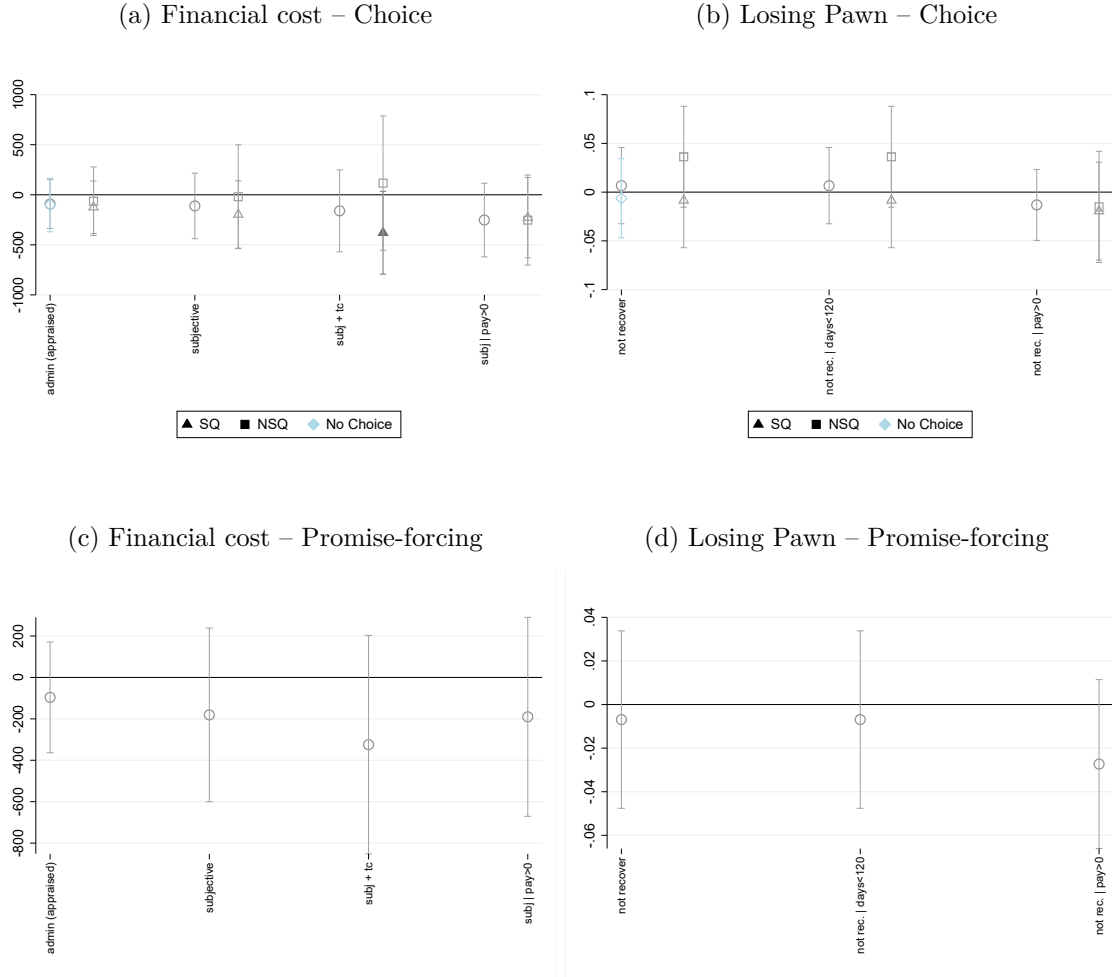 (a) Financial cost – Choice
1000
500
0
-500
-1000
admin (appraised)
subjective
subj + tc
subj | pay>0
SQ NSQ No Choice
(b) Losing Pawn – Choice
.1
.05
0
-.05
-.1
not recover
not rec. | days<120
not rec. | pay>0
SQ NSQ No Choice
(c) Financial cost – Promise-forcing
200
0
-200
-400
-600
-800
admin (appraised)
subjective
subj + tc
subj | pay>0
(d) Losing Pawn – Promise-forcing
.04
.02
0
-.02
-.04
-.06
not recover
not rec. | days<120
not rec. | pay>0